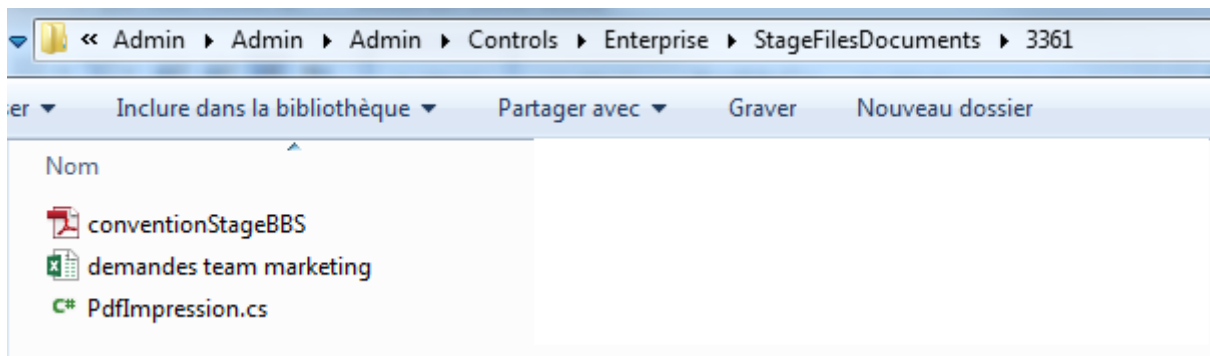 « Admin ▸ Admin ▸ Admin ▸ Controls ▸ Enterprise ▸ StageFilesDocuments ▸ 3361
ser ▾ Inclure dans la bibliothèque ▾ Partager avec ▾ Graver Nouveau dossier
Nom
conventionStageBBS
demandes team marketing
C# PdfImpression.cs